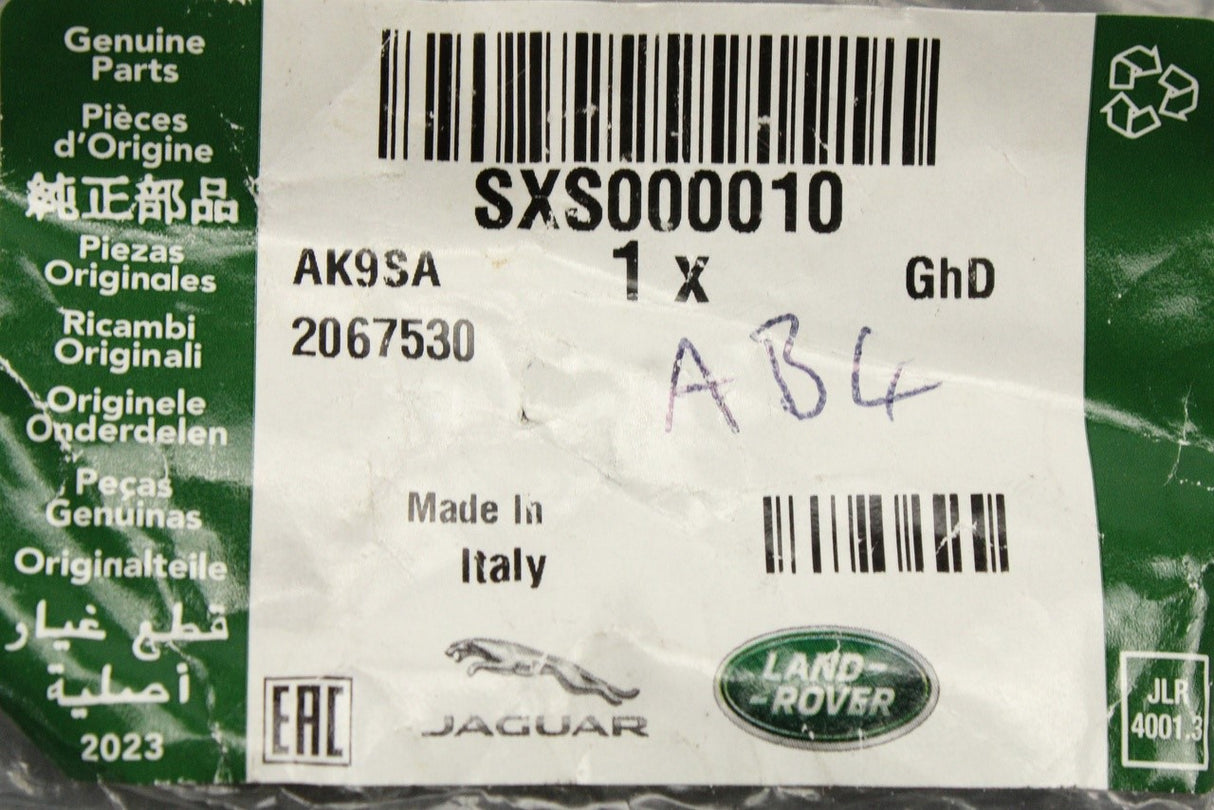 Genuine
Parts
Pièces
d'Origine
純正部品
Piezas
Originales
Ricambi
Originali
Originele
Onderdelen
Peças
Genuinas
Originalteile
قطع غيار
أصلية
2023
SXS000010
AK9SA
1 x
GhD
2067530
AB4
Made In
Italy
EAC
JAGUAR
LAND-
-ROVER
JLR
4001.3